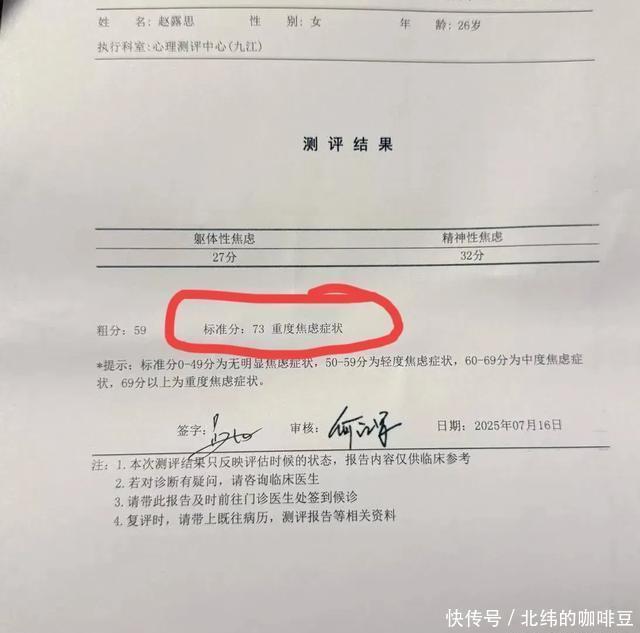 姓 名:赵露思 性 别:女 年 龄:26岁
执行科室:心理测评中心(九江)
测 评 结 果
躯体性焦虑 精神性焦虑
27分 32分
粗分:59 标准分:73 重度焦虑症状
*提示:标准分0-49分为无明显焦虑症状,50-59分为轻度焦虑症状,60-69分为中度焦虑症
状,69分以上为重度焦虑症状。
签字: 审核: 日期:2025年07月16
注:1.本次测评结果只反映评估时候的状态,报告内容仅供临床参考
2.若对诊断有疑问,请咨询临床医生
3.请带此报告及时前往门诊医生处签到候诊
4.复评时,请带上既往病历,测评报告等相关资料
快传号/北纬的咖啡豆